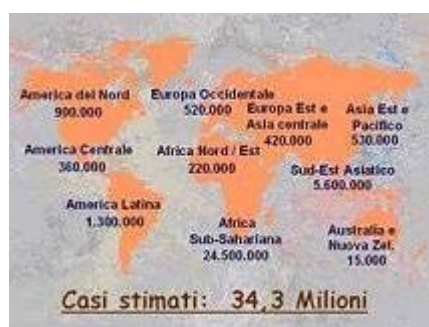 America del Nord
900.000
Europa Occidentale
520.000
Europa Est e
Asia centrale
420.000
Asia Est e
Pacifico
530.000
America Centrale
360.000
Africa Nord / Est
220.000
Sud-Est Asiatico
5.600.000
America Latina
1.300.000
Africa
Sub-Sahariana
24.500.000
Australia e
Nuova Zel.
15.000
Casi stimati: 34,3 Milioni